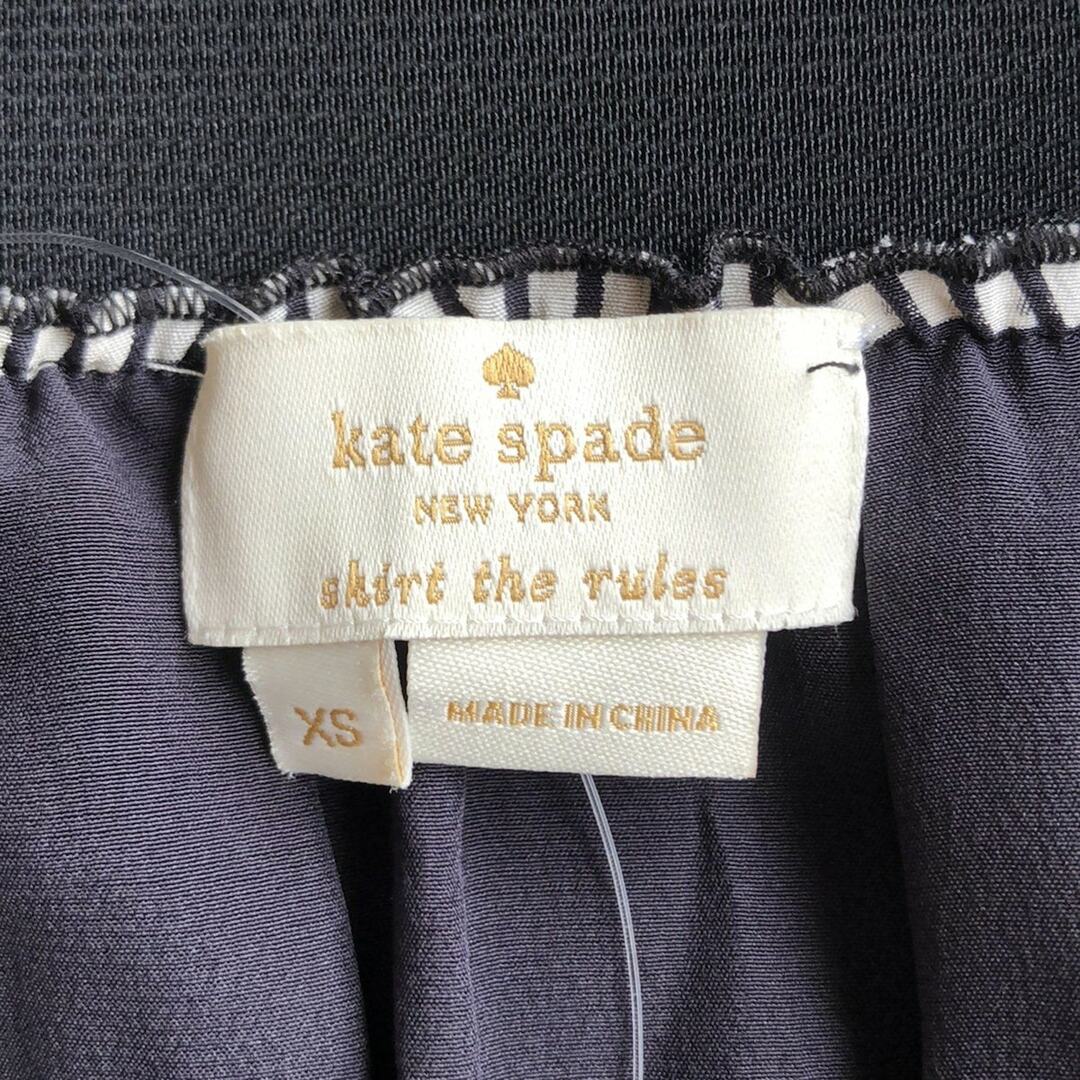 kate spade
NEW YORK
skirt the rules
XS
MADE IN CHINA